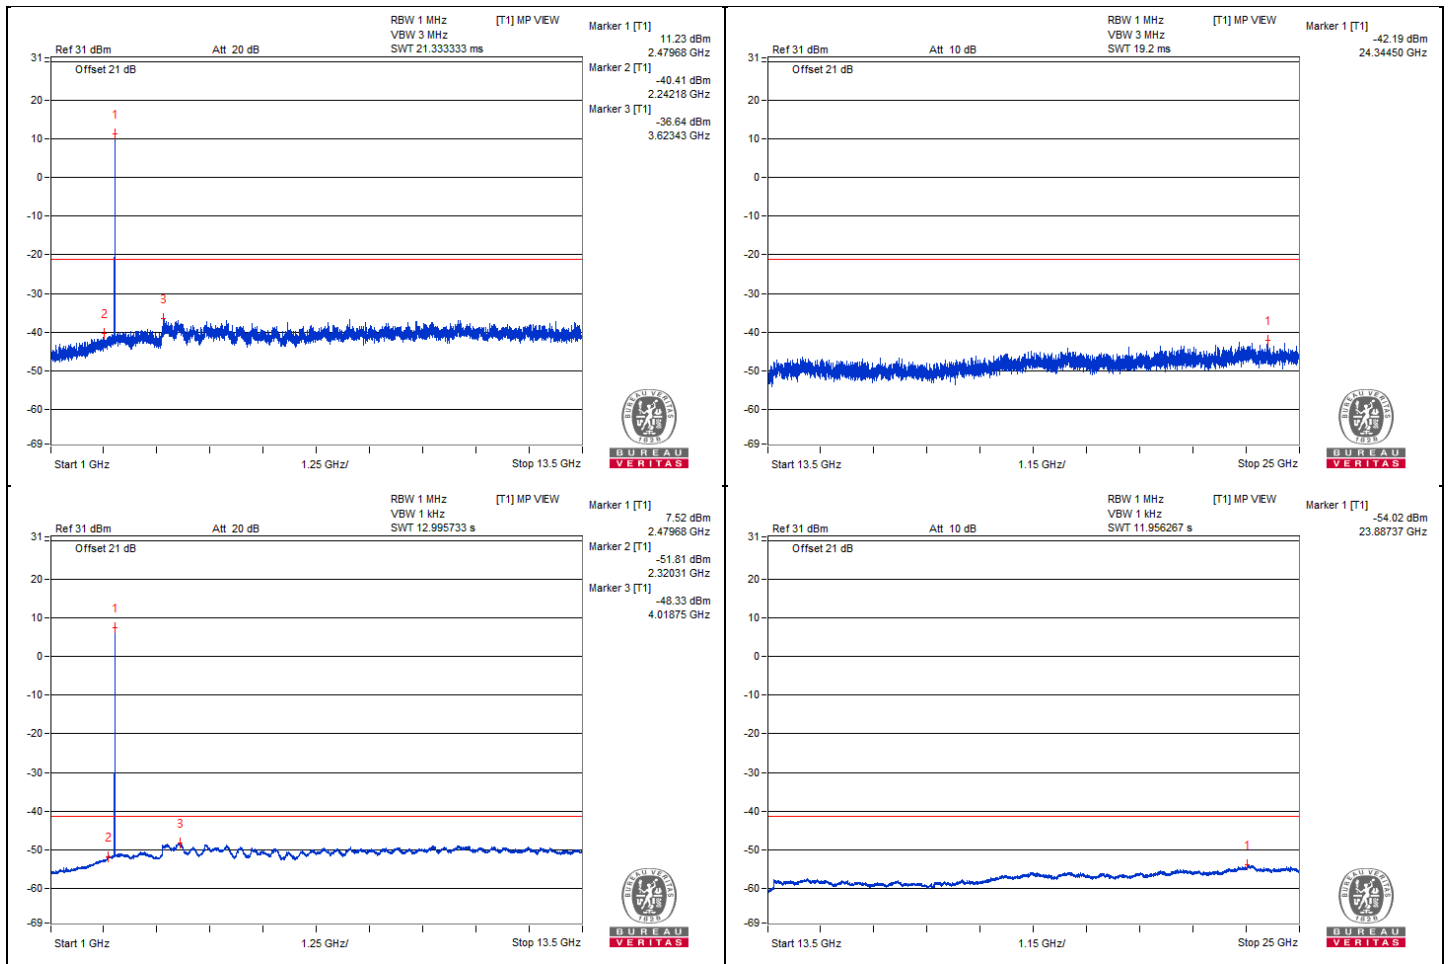 RBW 1 MHz [T1] MP VIEW
VBW 3 MHz
Ref 31 dBm Att 20 dB SWT 21.333333 ms
Marker 1 [T1]
11.23 dBm
2.47968 GHz
Marker 2 [T1]
-40.41 dBm
2.24218 GHz
Marker 3 [T1]
-36.64 dBm
3.62343 GHz
Offset 21 dB
31
20
10
0
-10
-20
-30
-40
-50
-60
-69
1
2
3
Start 1 GHz 1.25 GHz/ Stop 13.5 GHz
BUREAU VERITAS
1828
BUREAU
VERITAS
RBW 1 MHz [T1] MP VIEW
VBW 3 MHz
Ref 31 dBm Att 10 dB SWT 19.2 ms
Marker 1 [T1]
-42.19 dBm
24.34450 GHz
Offset 21 dB
31
20
10
0
-10
-20
-30
-40
-50
-60
-69
1
Start 13.5 GHz 1.15 GHz/ Stop 25 GHz
BUREAU VERITAS
1828
BUREAU
VERITAS
RBW 1 MHz [T1] MP VIEW
VBW 1 kHz
Ref 31 dBm Att 20 dB SWT 12.995733 s
Marker 1 [T1]
7.52 dBm
2.47968 GHz
Marker 2 [T1]
-51.81 dBm
2.32031 GHz
Marker 3 [T1]
-48.33 dBm
4.01875 GHz
Offset 21 dB
31
20
10
0
-10
-20
-30
-40
-50
-60
-69
1
2
3
Start 1 GHz 1.25 GHz/ Stop 13.5 GHz
BUREAU VERITAS
1828
BUREAU
VERITAS
RBW 1 MHz [T1] MP VIEW
VBW 1 kHz
Ref 31 dBm Att 10 dB SWT 11.956267 s
Marker 1 [T1]
-54.02 dBm
23.88737 GHz
Offset 21 dB
31
20
10
0
-10
-20
-30
-40
-50
-60
-69
1
Start 13.5 GHz 1.15 GHz/ Stop 25 GHz
BUREAU VERITAS
1828
BUREAU
VERITAS